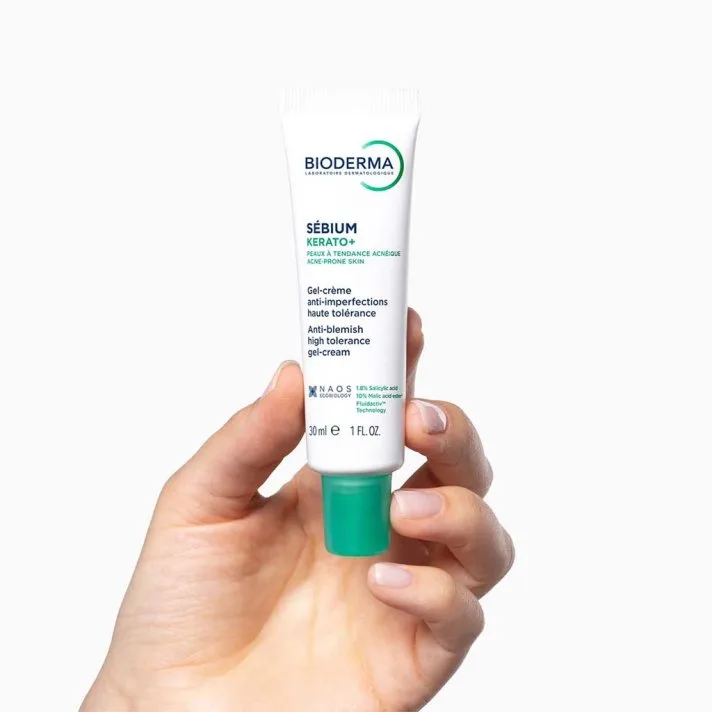 BIODERMA
LABORATOIRE DERMATOLOGIQUE
SÉBIUM
KERATO+
PEAUX À TENDANCE ACNÉIQUE
ACNE-PRONE SKIN
Gel-crème
anti-imperfections
haute tolérance
Anti-blemish
high tolerance
gel-cream
NAOS
ECOBIOLOGY
1.8% Salicylic acid
10% Malic acid ester
Fluidactiv™
Technology
30 ml ℮ 1 FL. OZ.